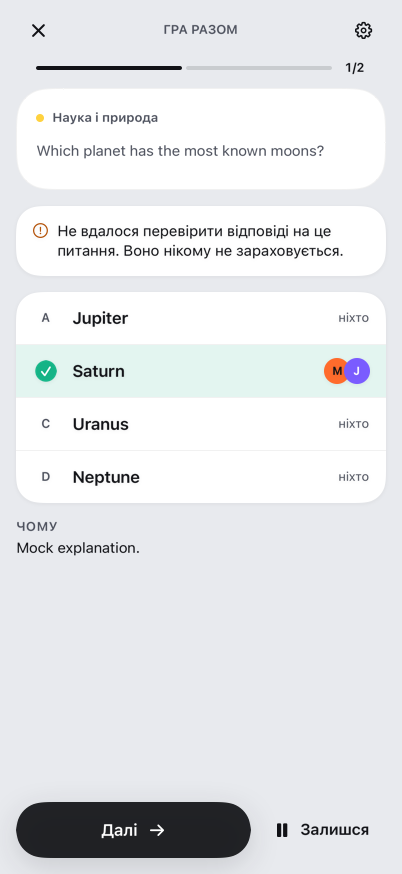 ГРА РАЗОМ
1/2
Наука і природа
Which planet has the most known moons?
Не вдалося перевірити відповіді на це
питання. Воно нікому не зараховується.
A Jupiter ніхто
Saturn M J
C Uranus ніхто
D Neptune ніхто
ЧОМУ
Mock explanation.
Далі →
Залишся